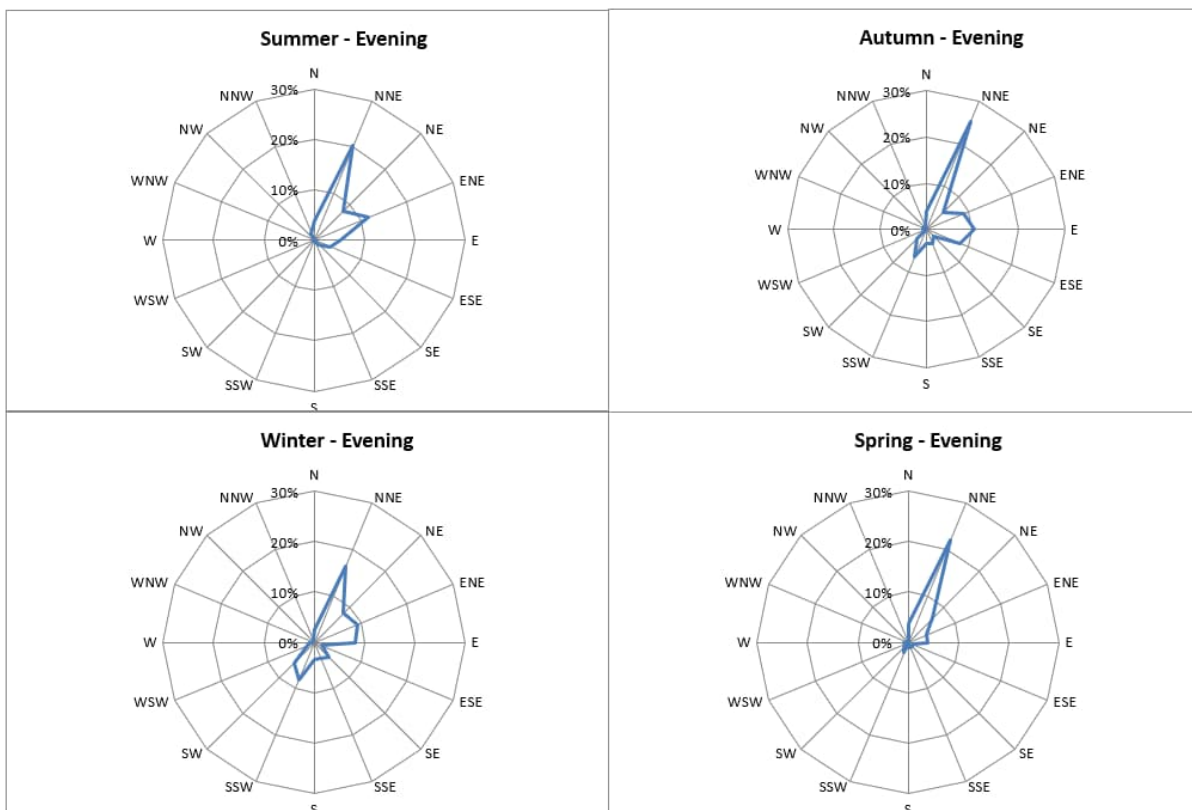 Summer - Evening
N
NNW
30%
NNE
NW
20%
NE
WNW
10%
ENE
W
0%
E
WSW
ESE
SW
SE
SSW
SSE
S
Autumn - Evening
N
NNW
30%
NNE
NW
20%
NE
WNW
10%
ENE
W
0%
E
WSW
ESE
SW
SE
SSW
SSE
S
Winter - Evening
N
NNW
30%
NNE
NW
20%
NE
WNW
10%
ENE
W
0%
E
WSW
ESE
SW
SE
SSW
SSE
S
Spring - Evening
N
NNW
30%
NNE
NW
20%
NE
WNW
10%
ENE
W
0%
E
WSW
ESE
SW
SE
SSW
SSE
S